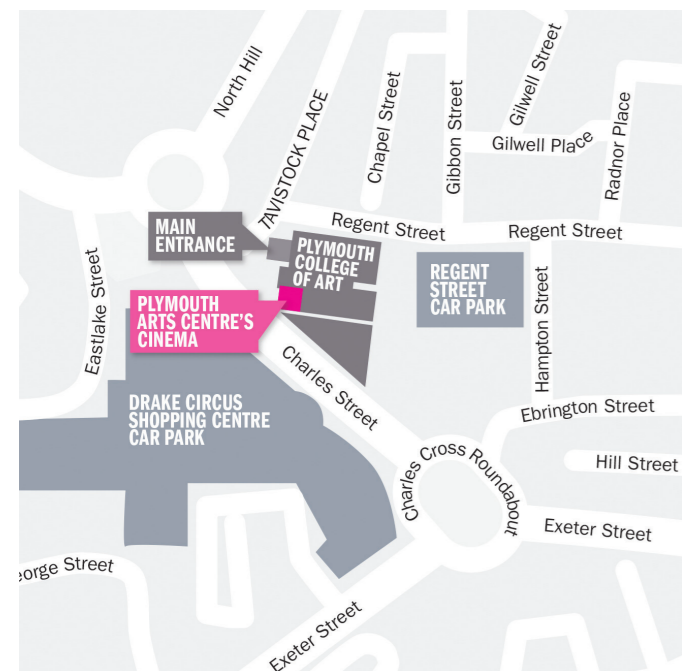 North Hill
TAVISTOCK PLACE
Chapel Street
Gibbon Street
Gilwell Street
Gilwell Place
Radnor Place
MAIN
ENTRANCE
Regent Street
Regent Street
PLYMOUTH
COLLEGE
OF ART
REGENT
STREET
CAR PARK
Eastlake Street
PLYMOUTH
ARTS CENTRE'S
CINEMA
Hampton Street
Charles Street
DRAKE CIRCUS
SHOPPING CENTRE
CAR PARK
Ebrington Street
Charles Cross Roundabout
Hill Street
Exeter Street
eorge Street
Exeter Street